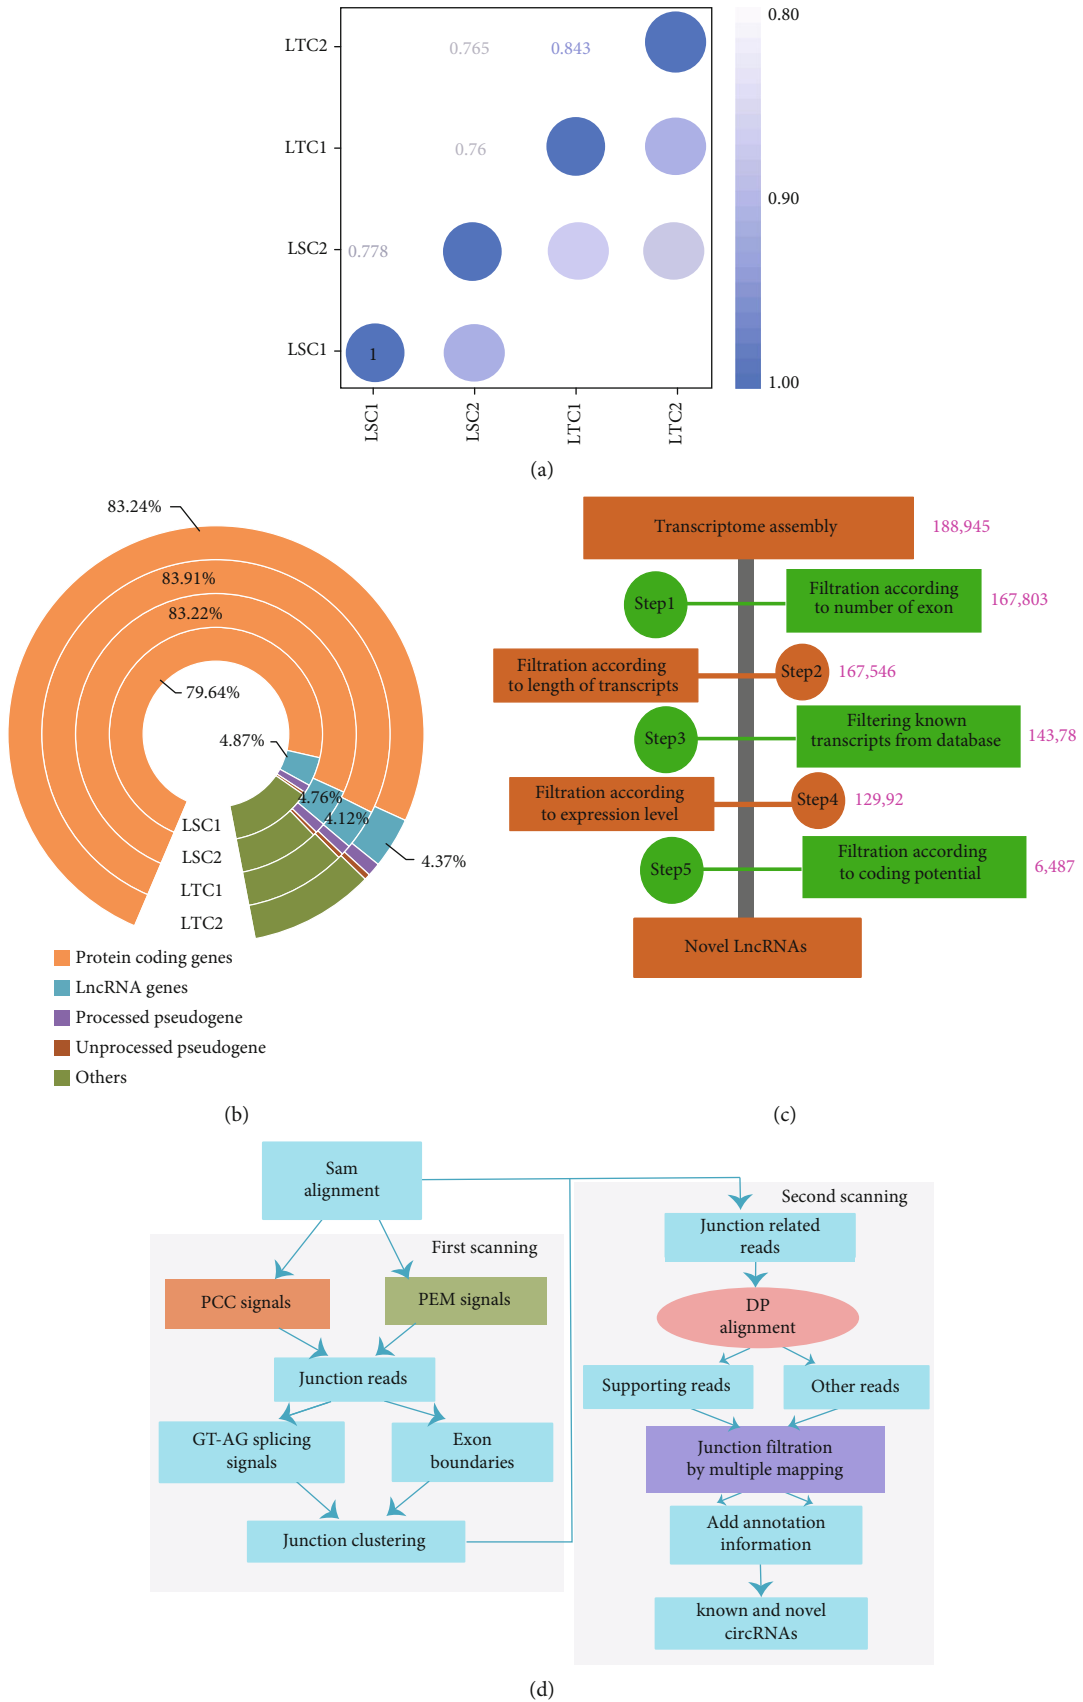 LTC2
0.765
0.843
0.80
LTC1
0.76
0.90
LSC2
0.778
LSC1
1
1.00
LSC1
LSC2
LTC1
LTC2
(a)
83.24%
83.91%
83.22%
79.64%
4.87%
4.76%
4.12%
4.37%
LSC1
LSC2
LTC1
LTC2
Protein coding genes
LncRNA genes
Processed pseudogene
Unprocessed pseudogene
Others
(b)
Transcriptome assembly
188,945
Step1
Filtration according
to number of exon
167,803
Filtration according
to length of transcripts
Step2
167,546
Step3
Filtering known
transcripts from database
143,78
Filtration according
to expression level
Step4
129,92
Step5
Filtration according
to coding potential
6,487
Novel LncRNAs
(c)
Sam
alignment
First scanning
PCC signals
PEM signals
Junction reads
GT-AG splicing
signals
Exon
boundaries
Junction clustering
Second scanning
Junction related
reads
DP
alignment
Supporting reads
Other reads
Junction filtration
by multiple mapping
Add annotation
information
known and novel
circRNAs
(d)